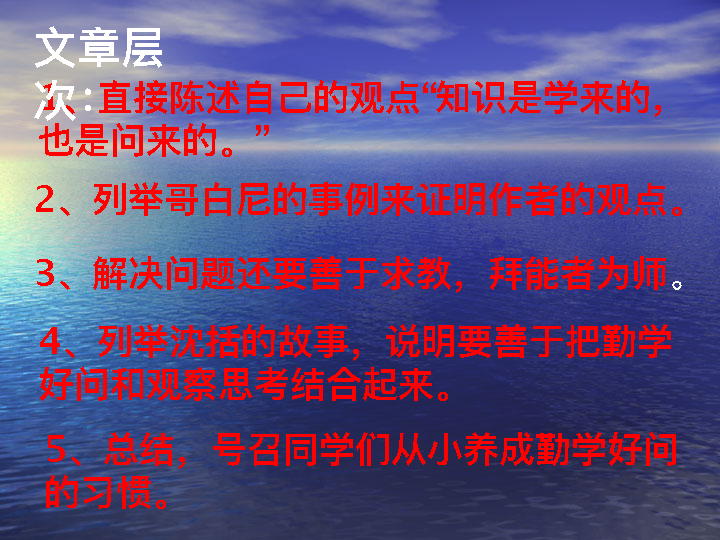 文章层
次：
1、直接陈述自己的观点“知识是学来的，
也是问来的。”
2、列举哥白尼的事例来证明作者的观点。
3、解决问题还要善于求教，拜能者为师。
4、列举沈括的故事，说明要善于把勤学
好问和观察思考结合起来。
5、总结，号召同学们从小养成勤学好问
的习惯。